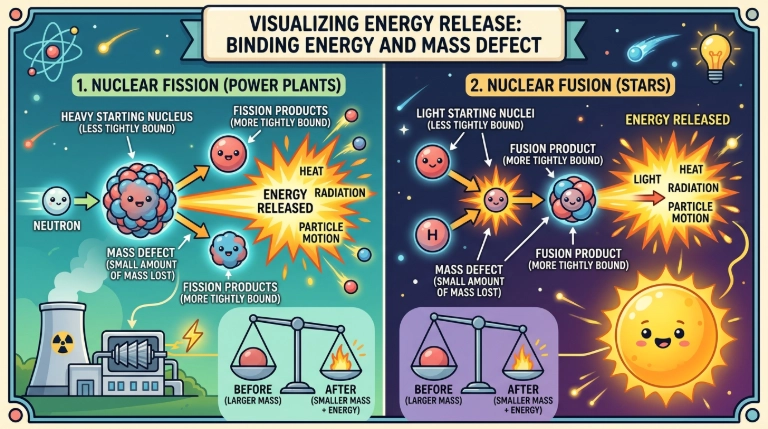 VISUALIZING ENERGY RELEASE:
BINDING ENERGY AND MASS DEFECT
1. NUCLEAR FISSION (POWER PLANTS)
HEAVY STARTING NUCLEUS
(LESS TIGHTLY BOUND)
FISSION PRODUCTS
(MORE TIGHTLY BOUND)
NEUTRON
HEAT
ENERGY
RELEASED
RADIATION
PARTICLE
MOTION
MASS DEFECT
(SMALL AMOUNT
OF MASS LOST)
FISSION PRODUCTS
(MORE TIGHTLY BOUND)
BEFORE
(LARGER MASS)
AFTER
(SMALLER MASS
+ ENERGY)
2. NUCLEAR FUSION (STARS)
LIGHT STARTING NUCLEI
(LESS TIGHTLY BOUND)
ENERGY RELEASED
FUSION PRODUCT
(MORE TIGHTLY BOUND)
LIGHT
HEAT
RADIATION
PARTICLE
MOTION
H
MASS DEFECT
(SMALL AMOUNT
OF MASS LOST)
FUSION PRODUCT
(MORE TIGHTLY BOUND)
BEFORE
(LARGER MASS)
AFTER
(SMALLER MASS
+ ENERGY)